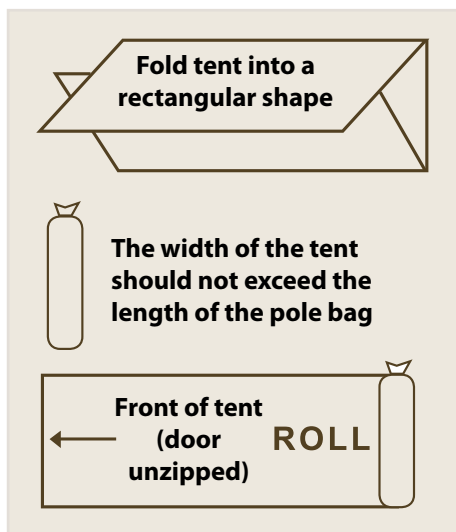 Fold tent into a
rectangular shape
The width of the tent
should not exceed the
length of the pole bag
Front of tent
(door
unzipped)
ROLL